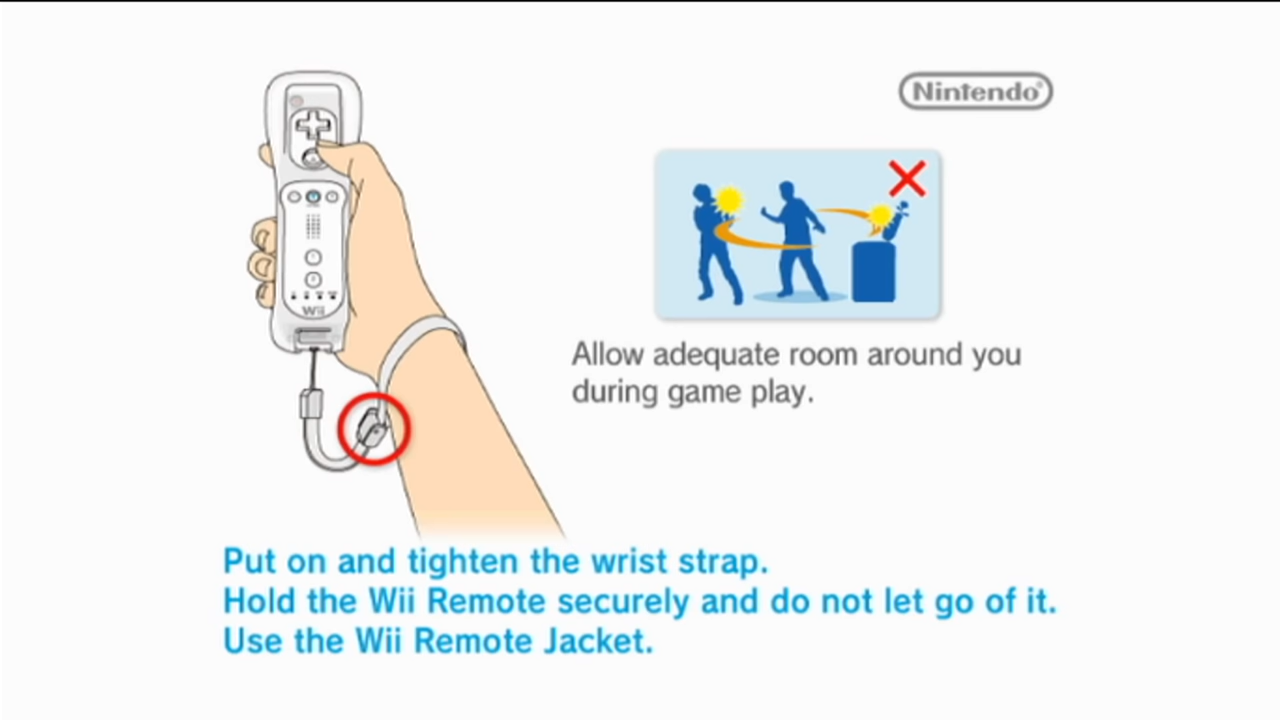 Nintendo®
Allow adequate room around you
during game play.
Wii
Put on and tighten the wrist strap.
Hold the Wii Remote securely and do not let go of it.
Use the Wii Remote Jacket.